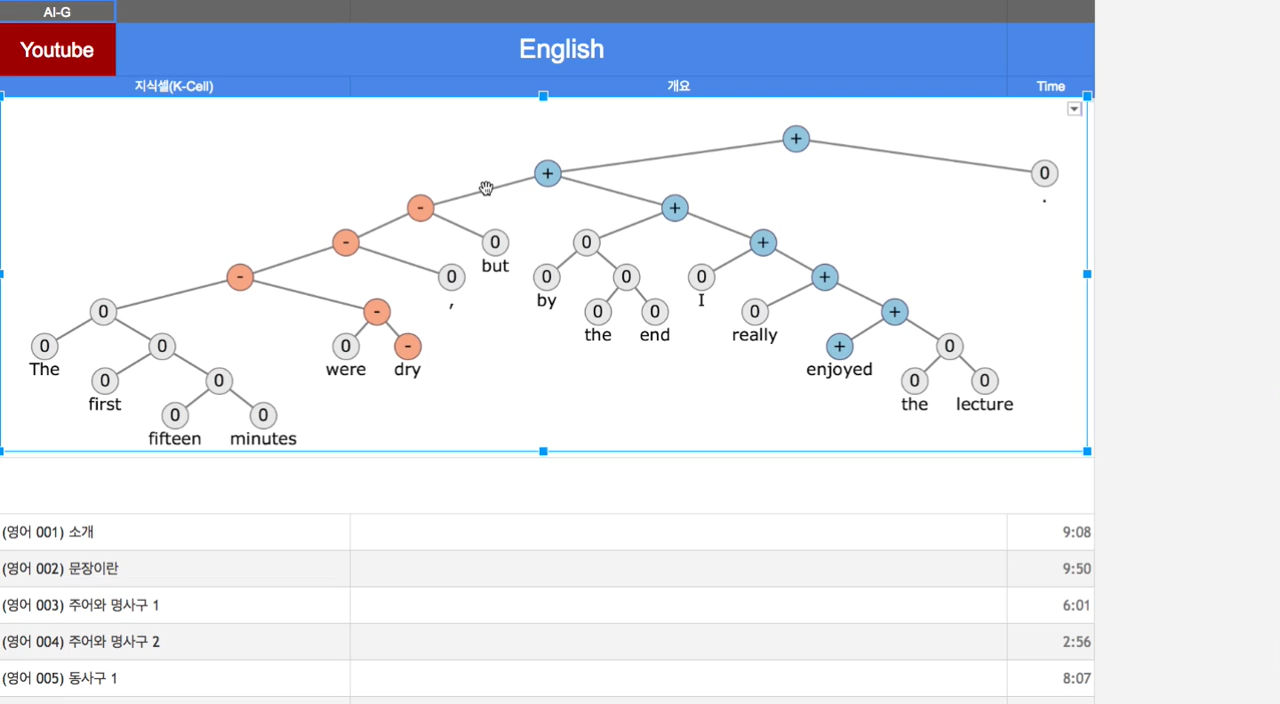 AI-G
Youtube English
지식셀(K-Cell) 개요 Time
+
+ 0
- + .
- 0 0 +
but
- 0 0 0 0 +
, by I
0 - 0 0 0 +
the end really
0 0 0 - + 0
The were dry enjoyed
0 0 0 0
first the lecture
0 0
fifteen minutes
(영어 001) 소개 9:08
(영어 002) 문장이란 9:50
(영어 003) 주어와 명사구 1 6:01
(영어 004) 주어와 명사구 2 2:56
(영어 005) 동사구 1 8:07